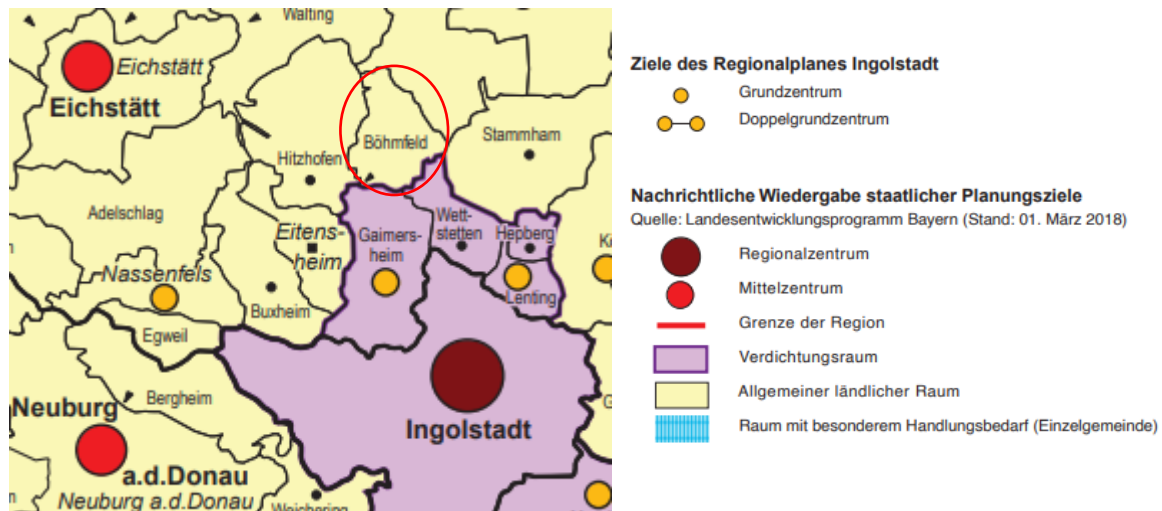 Walting
Eichstätt
Eichstätt
Böhmfeld
Stammham
Hitzhofen
Adelschlag
Eitens-
heim
Gaimers-
heim
Wett-
stetten
Hepberg
Nassenfels
Lenting
Buxheim
Egweil
Bergheim
Neuburg
a.d.Donau
Neuburg a.d.Donau
Ingolstadt
Weichering
Ziele des Regionalplanes Ingolstadt
Grundzentrum
Doppelgrundzentrum
Nachrichtliche Wiedergabe staatlicher Planungsziele
Quelle: Landesentwicklungsprogramm Bayern (Stand: 01. März 2018)
Regionalzentrum
Mittelzentrum
Grenze der Region
Verdichtungsraum
Allgemeiner ländlicher Raum
Raum mit besonderem Handlungsbedarf (Einzelgemeinde)